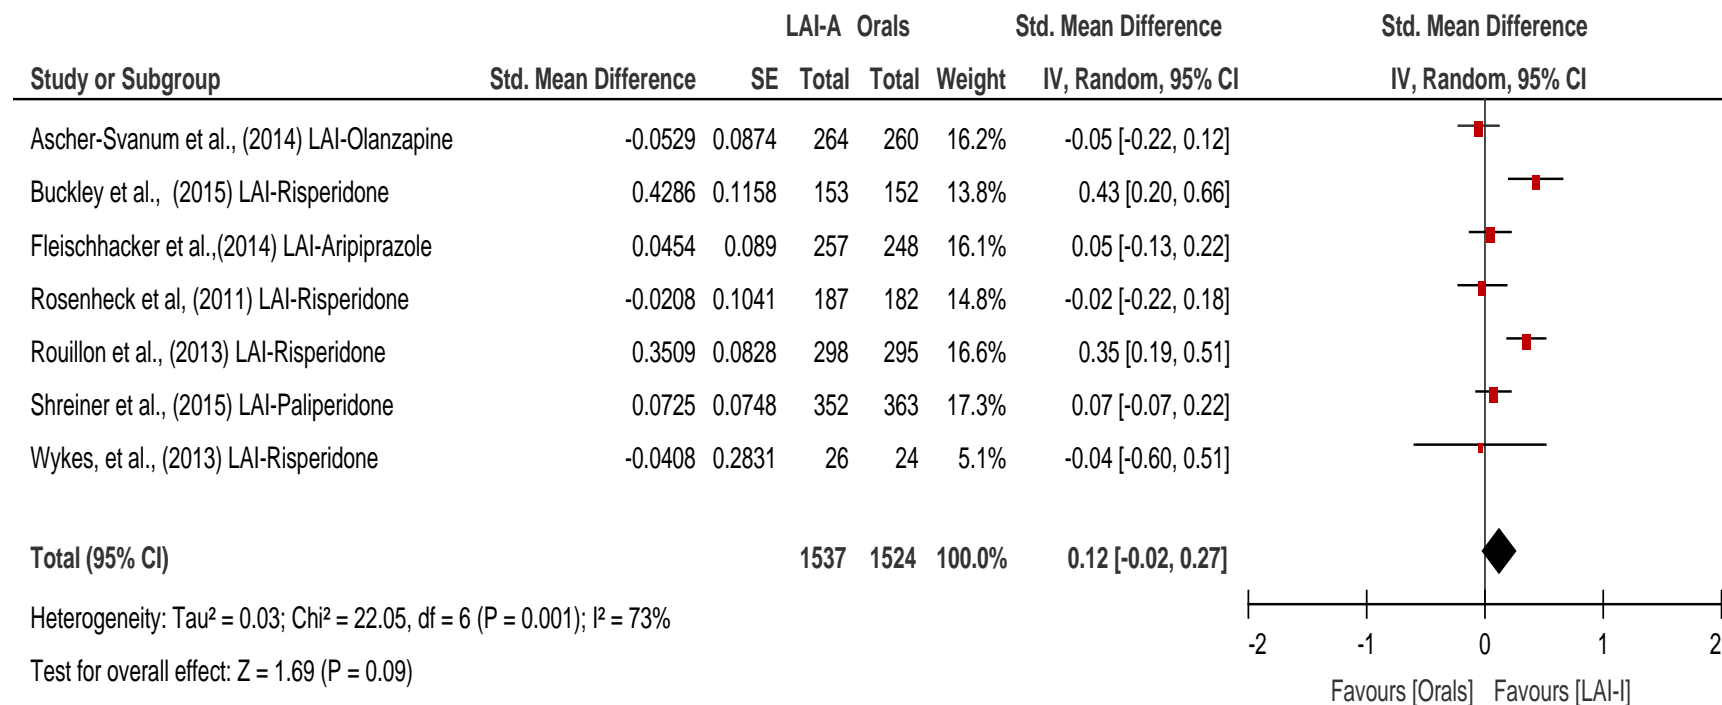 LAI-A Orals Std. Mean Difference Std. Mean Difference
Study or Subgroup Std. Mean Difference SE Total Total Weight IV, Random, 95% CI IV, Random, 95% CI
Ascher-Svanum et al., (2014) LAI-Olanzapine -0.0529 0.0874 264 260 16.2% -0.05 [-0.22, 0.12]
Buckley et al., (2015) LAI-Risperidone 0.4286 0.1158 153 152 13.8% 0.43 [0.20, 0.66]
Fleischhacker et al.,(2014) LAI-Aripiprazole 0.0454 0.089 257 248 16.1% 0.05 [-0.13, 0.22]
Rosenheck et al, (2011) LAI-Risperidone -0.0208 0.1041 187 182 14.8% -0.02 [-0.22, 0.18]
Rouillon et al., (2013) LAI-Risperidone 0.3509 0.0828 298 295 16.6% 0.35 [0.19, 0.51]
Shreiner et al., (2015) LAI-Paliperidone 0.0725 0.0748 352 363 17.3% 0.07 [-0.07, 0.22]
Wykes, et al., (2013) LAI-Risperidone -0.0408 0.2831 26 24 5.1% -0.04 [-0.60, 0.51]
Total (95% CI) 1537 1524 100.0% 0.12 [-0.02, 0.27]
Heterogeneity: Tau² = 0.03; Chi² = 22.05, df = 6 (P = 0.001); I² = 73%
-2 -1 0 1 2
Test for overall effect: Z = 1.69 (P = 0.09)
Favours [Orals] Favours [LAI-I]